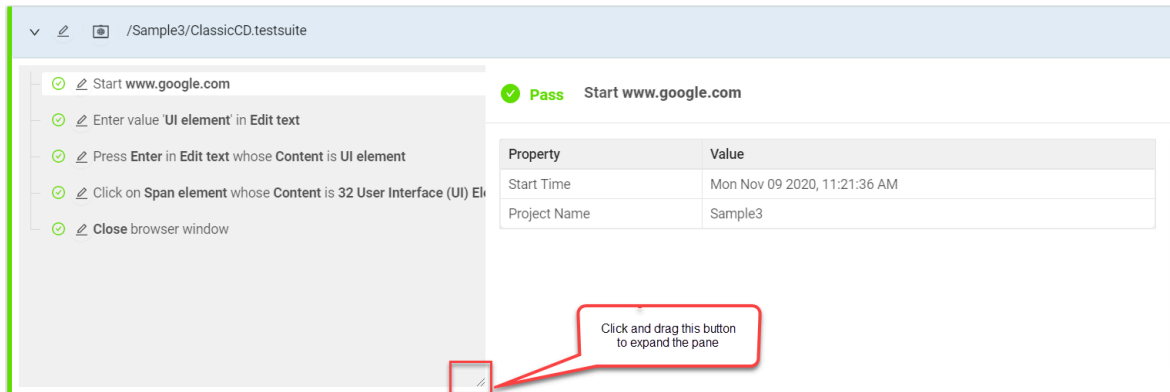 /Sample3/ClassicCD.testsuite
Start www.google.com
Enter value 'UI element' in Edit text
Press Enter in Edit text whose Content is UI element
Click on Span element whose Content is 32 User Interface (UI) El
Close browser window
Pass Start www.google.com
Property Value
Start Time Mon Nov 09 2020, 11:21:36 AM
Project Name Sample3
Click and drag this button
to expand the pane